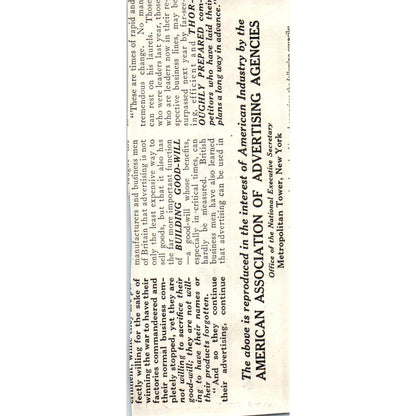 fectly willing for the sake of
winning the war to have their
factories commandeered and
their normal business com-
pletely stopped, yet they are
not willing to sacrifice their
good-will; they are not will-
ing to have their names or
their products forgotten.
"And so they continue
their advertising, continue
manufacturers and business men
of Britain that advertising is not
only the least expensive way to
sell goods, but that it also has
the far more important function
of BUILDING GOOD-WILL
—a good-will whose benefits,
especially in critical times, can
hardly be measured. British
business men have also learned
that advertising can be used in
"These are times of rapid and
tremendous change. No man
can rest on his laurels. Those
who were leaders last year, those
who are leaders now in their re-
spective business lines, may be
surpassed next year by far-see-
ing, efficient and THOR-
OUGHLY PREPARED com-
petitors who have laid their
plans a long way in advance."
The above is reproduced in the interest of American Industry by the
AMERICAN ASSOCIATION OF ADVERTISING AGENCIES
Office of the National Executive Secretary
Metropolitan Tower, New York